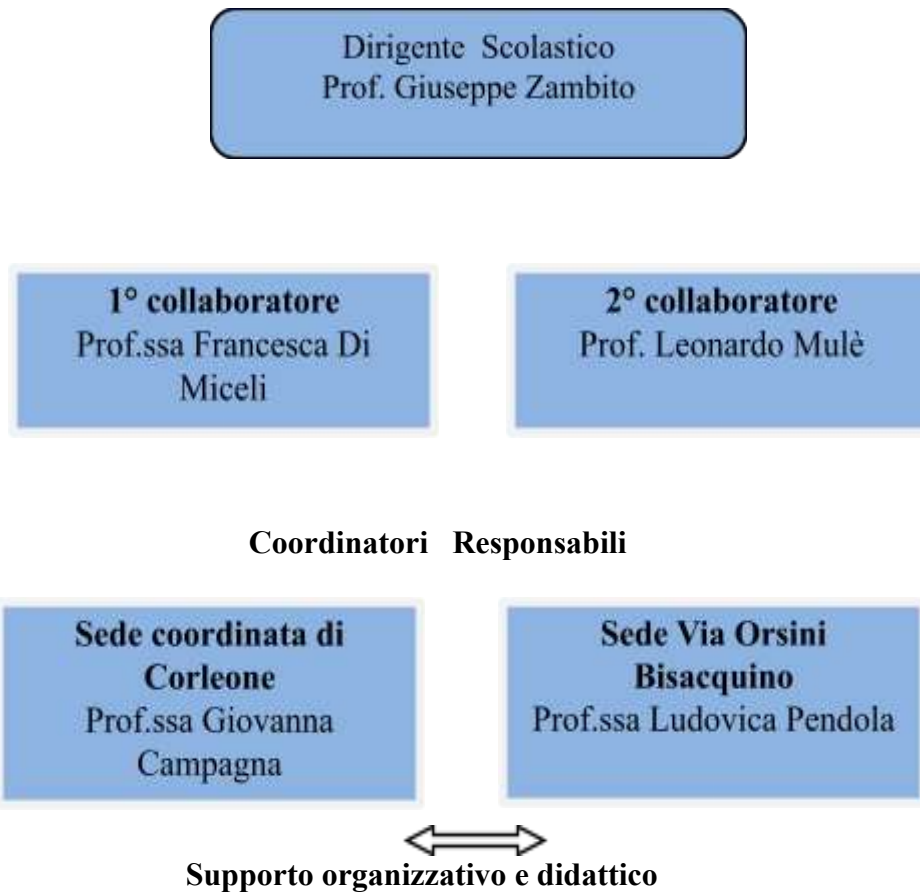 Dirigente Scolastico
Prof. Giuseppe Zambito
1° collaboratore
Prof.ssa Francesca Di
Miceli
2° collaboratore
Prof. Leonardo Mulè
Coordinatori Responsabili
Sede coordinata di
Corleone
Prof.ssa Giovanna
Campagna
Sede Via Orsini
Bisacquino
Prof.ssa Ludovica Pendola
Supporto organizzativo e didattico